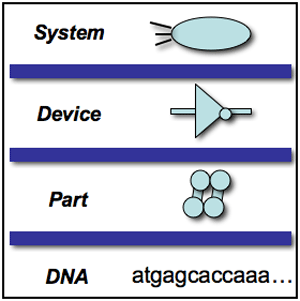 System
Device
Part
DNA atgagcaccaaa...